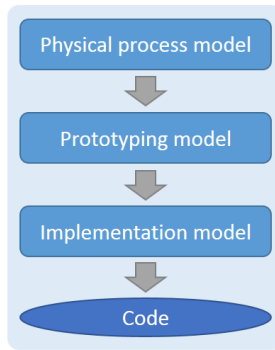 Physical process model
Prototyping model
Implementation model
Code